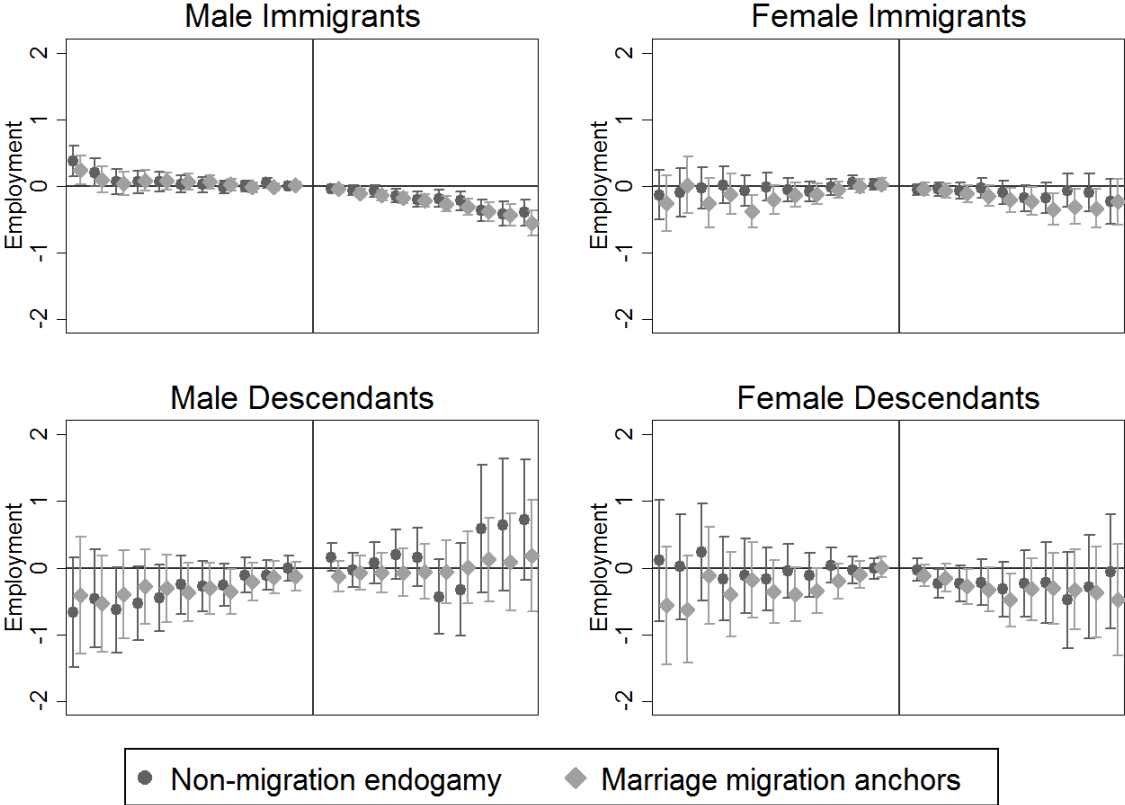 Male Immigrants
Female Immigrants
Employment
2
1
0
-1
-2
Employment
2
1
0
-1
-2
Male Descendants
Female Descendants
Employment
2
1
0
-1
-2
Employment
2
1
0
-1
-2
Non-migration endogamy
Marriage migration anchors